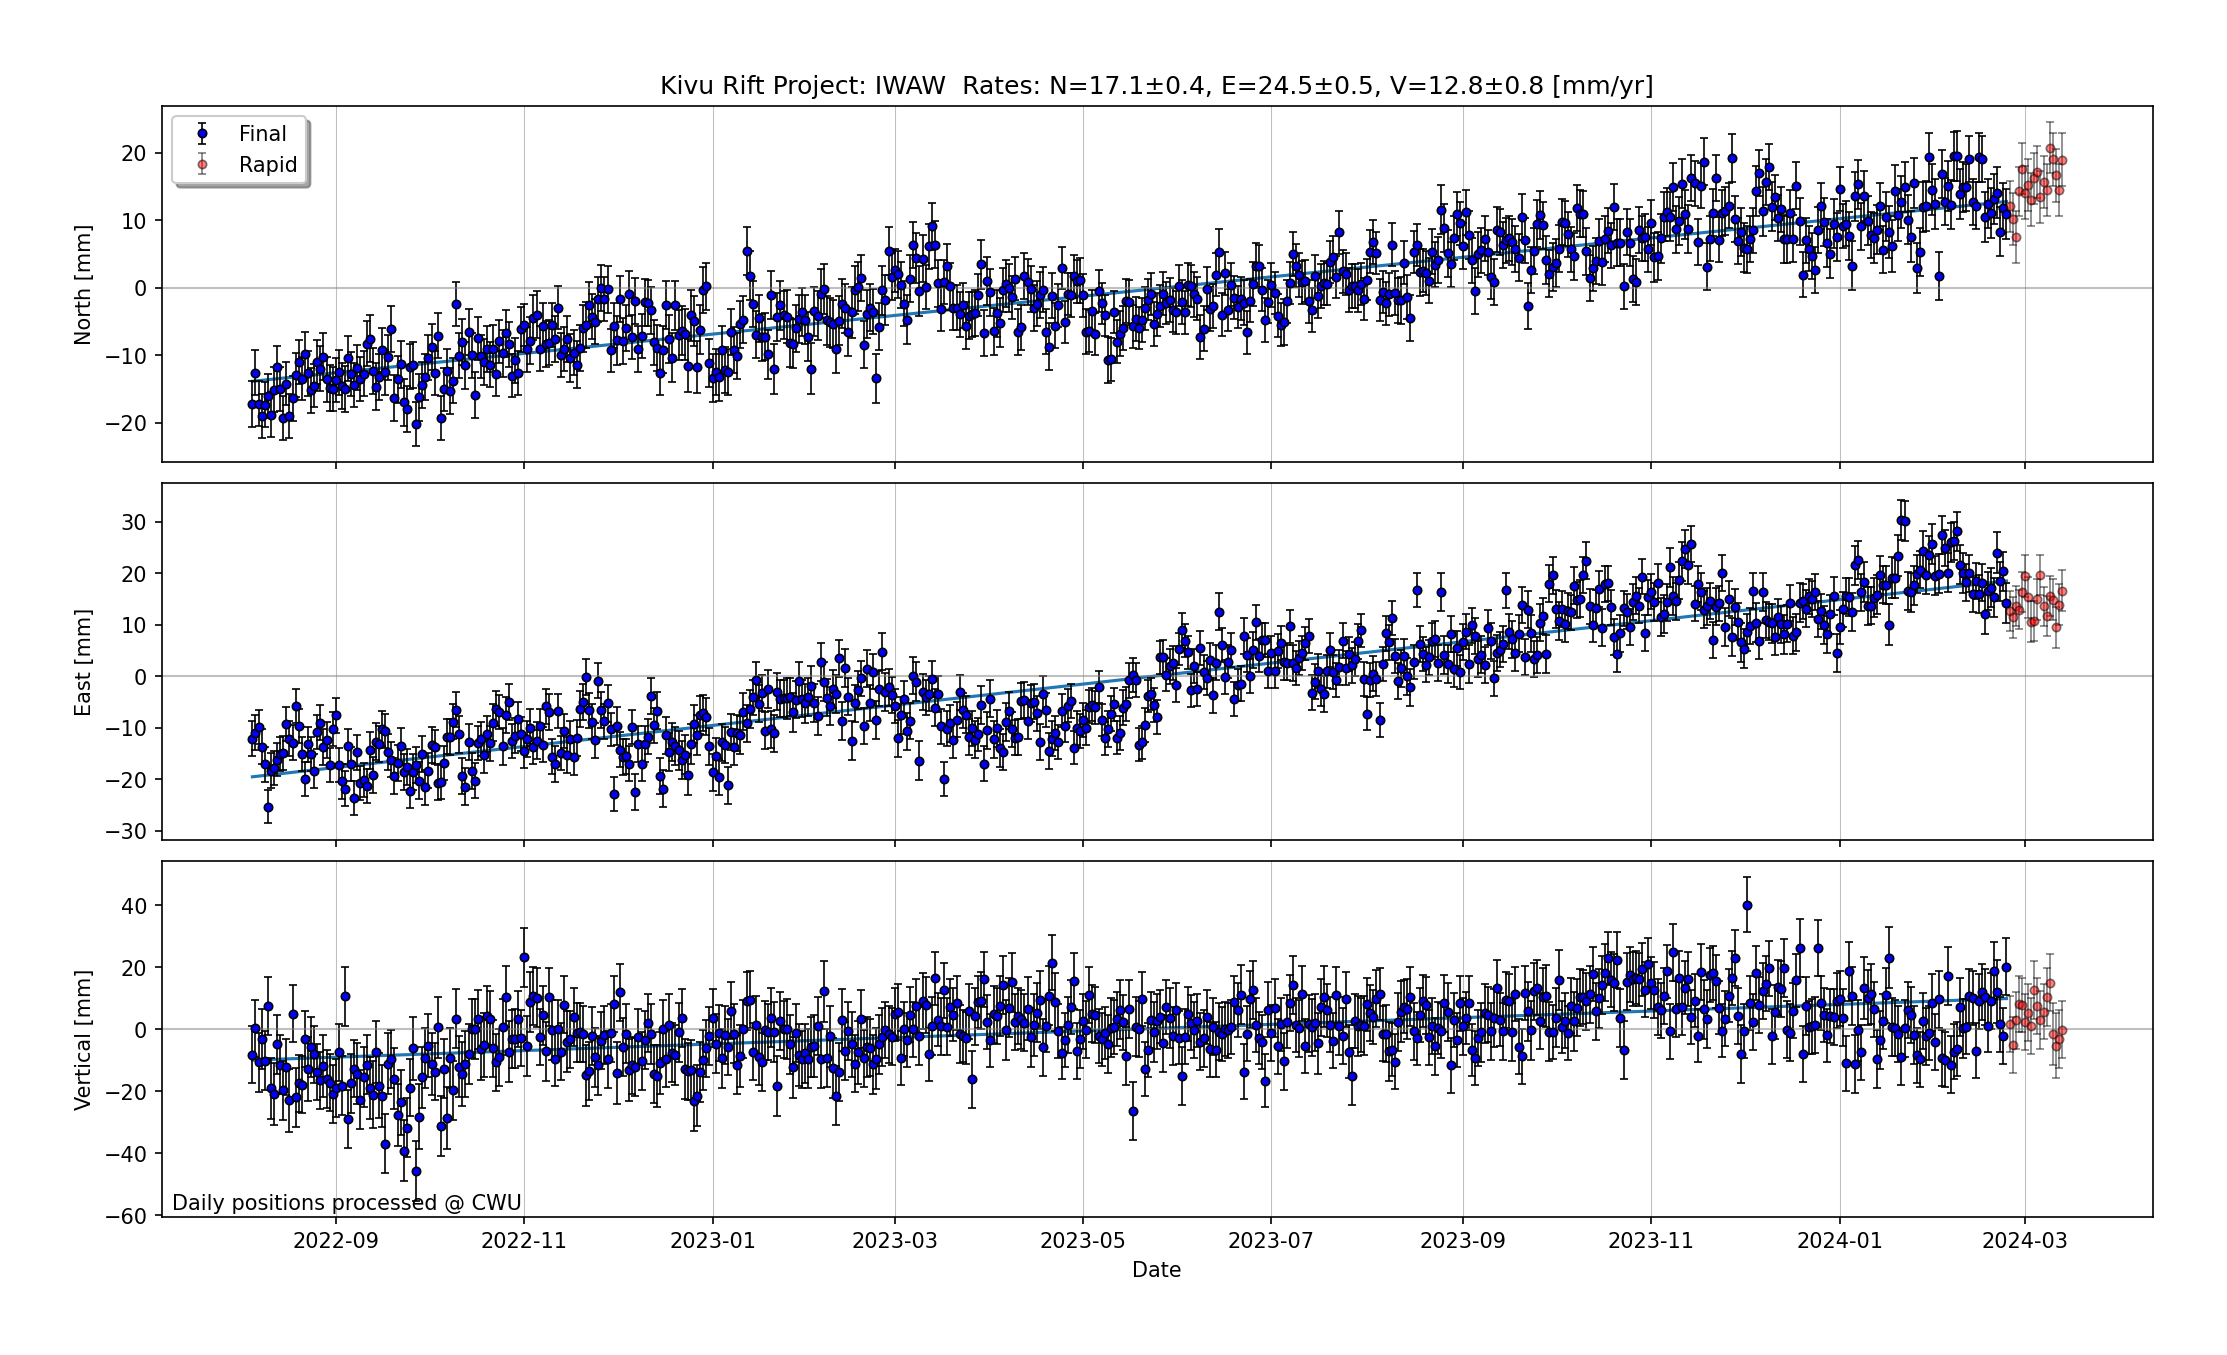 Kivu Rift Project: IWAW  Rates: N=17.1±0.4, E=24.5±0.5, V=12.8±0.8 [mm/yr]
Final
Rapid
North [mm]
20
10
0
−10
−20
East [mm]
30
20
10
0
−10
−20
−30
Vertical [mm]
40
20
0
−20
−40
−60
Daily positions processed @ CWU
2022-09 2022-11 2023-01 2023-03 2023-05 2023-07 2023-09 2023-11 2024-01 2024-03
Date